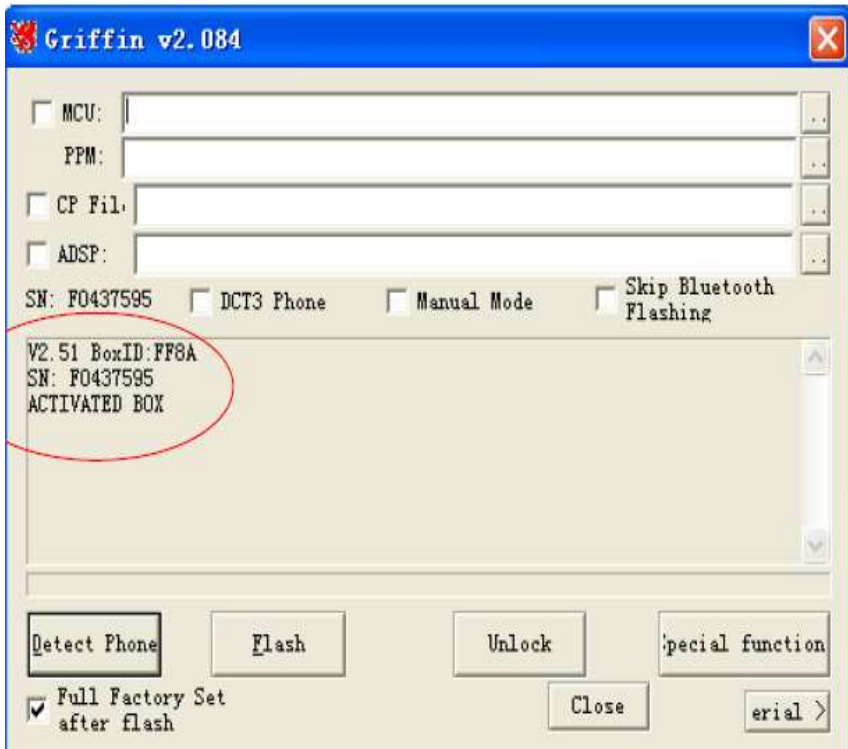 Griffin v2.084
MCU:
..
PPM:
..
CP Fil
..
ADSP:
..
SN: F0437595
DCT3 Phone
Manual Mode
Skip Bluetooth
Flashing
V2.51 BoxID:FF8A
SN: F0437595
ACTIVATED BOX
Detect Phone
Flash
Unlock
pecial function
Full Factory Set
after flash
Close
erial >